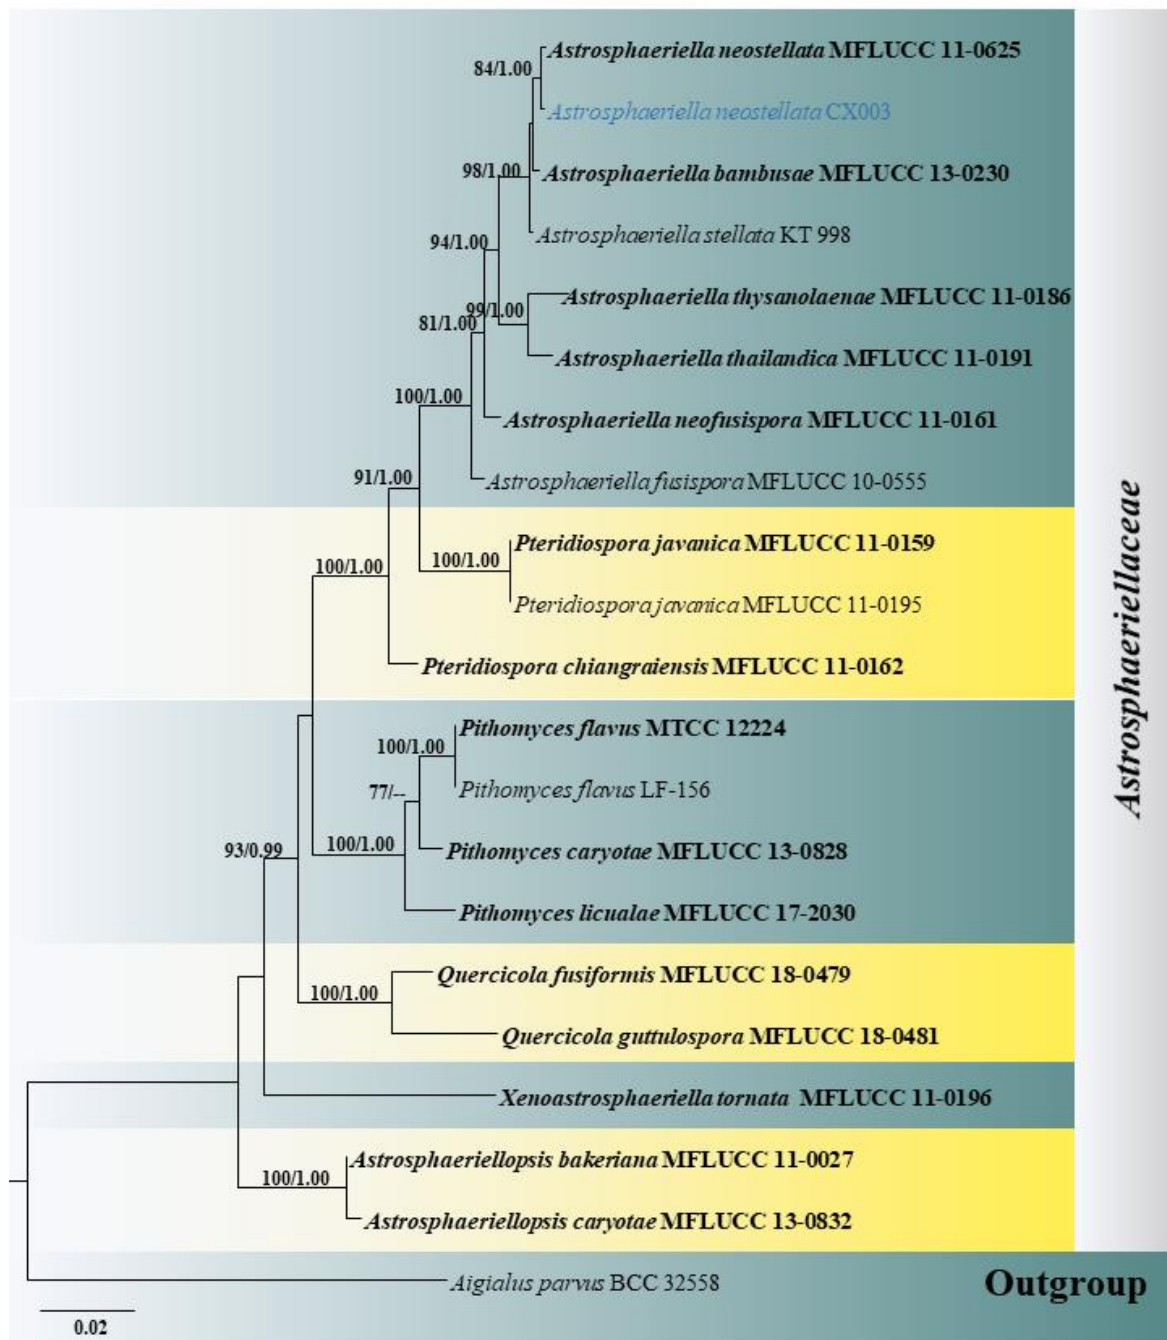 Astrosphaeriella neostellata MFLUCC 11-0625
84/1.00
Astrosphaeriella neostellata CX003
98/1.00
Astrosphaeriella bambusae MFLUCC 13-0230
Astrosphaeriella stellata KT 998
94/1.00
Astrosphaeriella thysanolaenae MFLUCC 11-0186
99/1.00
81/1.00
Astrosphaeriella thailandica MFLUCC 11-0191
100/1.00
Astrosphaeriella neofusispora MFLUCC 11-0161
91/1.00
Astrosphaeriella fusispora MFLUCC 10-0555
Pteridiospora javanica MFLUCC 11-0159
100/1.00
100/1.00
Pteridiospora javanica MFLUCC 11-0195
Pteridiospora chiangraiensis MFLUCC 11-0162
Astrosphaeriellaceae
Pithomyces flavus MTCC 12224
100/1.00
Pithomyces flavus LF-156
77/--
Pithomyces caryotae MFLUCC 13-0828
93/0.99
100/1.00
Pithomyces licualae MFLUCC 17-2030
Quercicola fusiformis MFLUCC 18-0479
100/1.00
Quercicola guttulospora MFLUCC 18-0481
Xenoastrosphaeriella tornata MFLUCC 11-0196
Astrosphaeriellopsis bakeriana MFLUCC 11-0027
100/1.00
Astrosphaeriellopsis caryotae MFLUCC 13-0832
Aigialus parvus BCC 32558
Outgroup
0.02